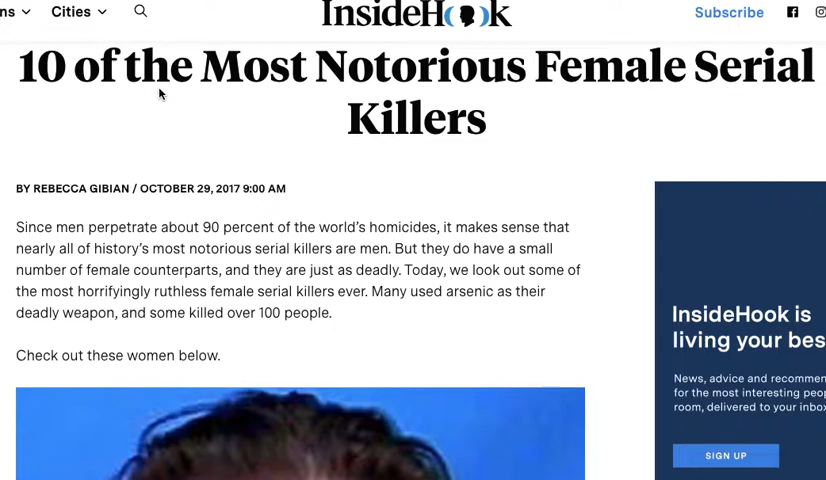 Cities
InsideHook
Subscribe
10 of the Most Notorious Female Serial
Killers
BY REBECCA GIBIAN / OCTOBER 29, 2017 9:00 AM
Since men perpetrate about 90 percent of the world's homicides, it makes sense that
nearly all of history's most notorious serial killers are men. But they do have a small
number of female counterparts, and they are just as deadly. Today, we look out some of
the most horrifyingly ruthless female serial killers ever. Many used arsenic as their
deadly weapon, and some killed over 100 people.
Check out these women below.
InsideHook is
living your
News, advice and
for the most interesting
room, delivered to your
SIGN UP